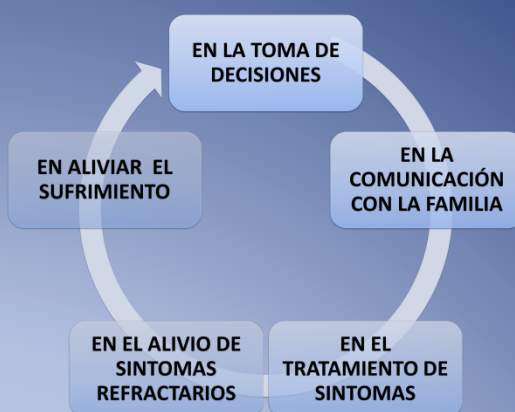 EN LA TOMA DE
DECISIONES
EN LA
COMUNICACIÓN
CON LA FAMILIA
EN EL
TRATAMIENTO DE
SINTOMAS
EN EL ALIVIO DE
SINTOMAS
REFRACTARIOS
EN ALIVIAR EL
SUFRIMIENTO